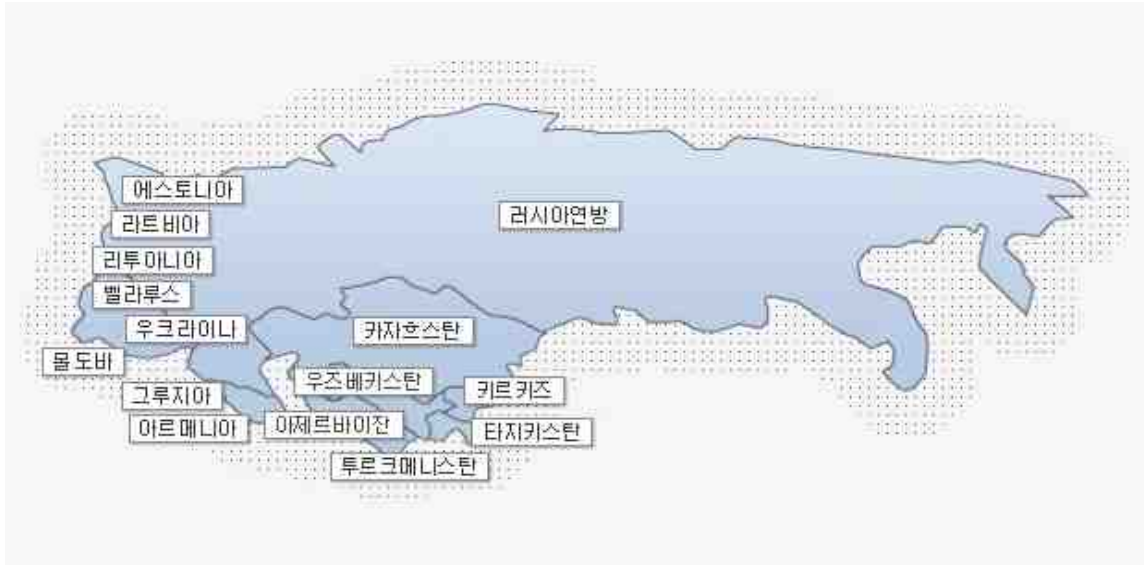 에스토니아
라트비아
러시아연방
리투아니아
벨라루스
우크라이나
카자흐스탄
몰도바
우즈베키스탄
키르키즈
그루지아
아르메니아
아제르바이잔
타지키스탄
투르크메니스탄